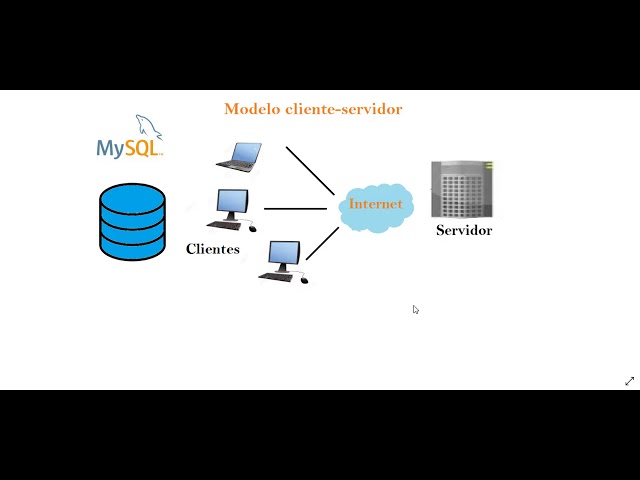 Modelo cliente-servidor
MySQL
Internet
Servidor
Clientes